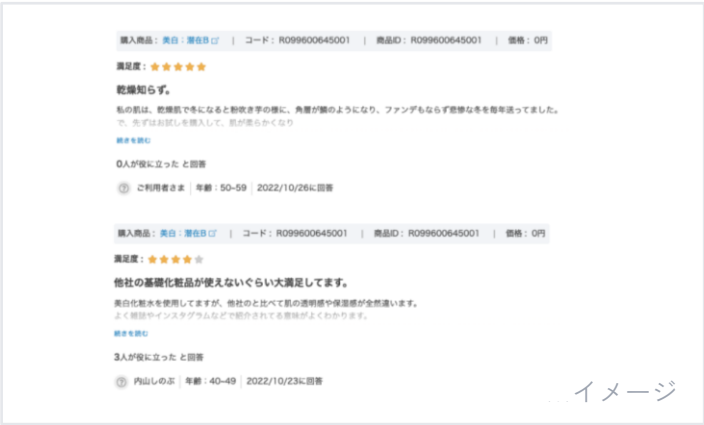 購入商品： 美白：潜在B ｜ コード： R099600645001 ｜ 商品ID： R099600645001 ｜ 価格： 0円
満足度： ★★★★★
乾燥知らず。
私の肌は、乾燥肌で冬になると粉吹き芋の様に、角層が鱗のようになり、ファンデもならず悲惨な冬を毎年送ってました。
で、先ずはお試しを購入して、肌が柔らかくなり
続きを読む
0人が役に立った と回答
ご利用者さま 年齢：50~59 2022/10/26に回答
購入商品： 美白：潜在B ｜ コード： R099600645001 ｜ 商品ID： R099600645001 ｜ 価格： 0円
満足度： ★★★★★
他社の基礎化粧品が使えないぐらい大満足してます。
美白化粧水を使用してますが、他社のと比べて肌の透明感や保湿感が全然違います。
よく雑誌やインスタグラムなどで紹介されてる意味がよくわかります。
続きを読む
3人が役に立った と回答
内山しのぶ 年齢：40~49 2022/10/23に回答
イメージ